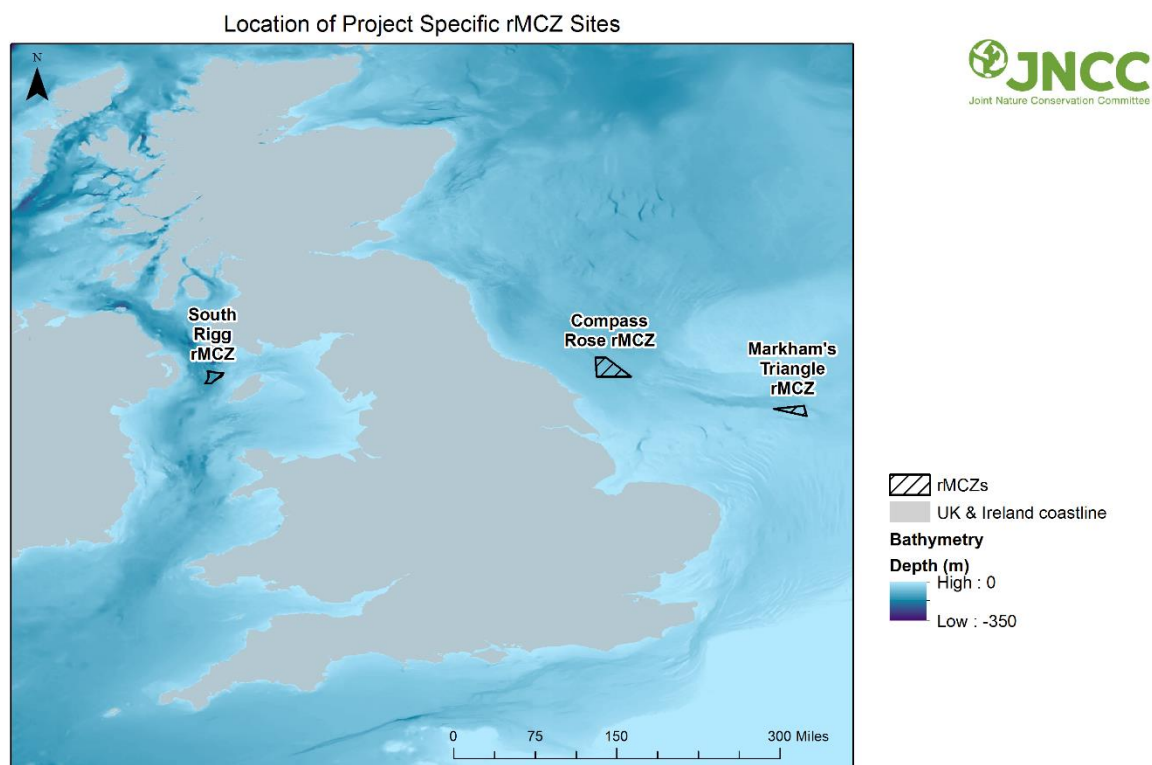 Location of Project Specific rMCZ Sites
N
JNCC
Joint Nature Conservation Committee
South
Rigg
rMCZ
Compass
Rose rMCZ
Markham's
Triangle
rMCZ
rMCZs
UK & Ireland coastline
Bathymetry
Depth (m)
High : 0
Low : -350
0 75 150 300 Miles